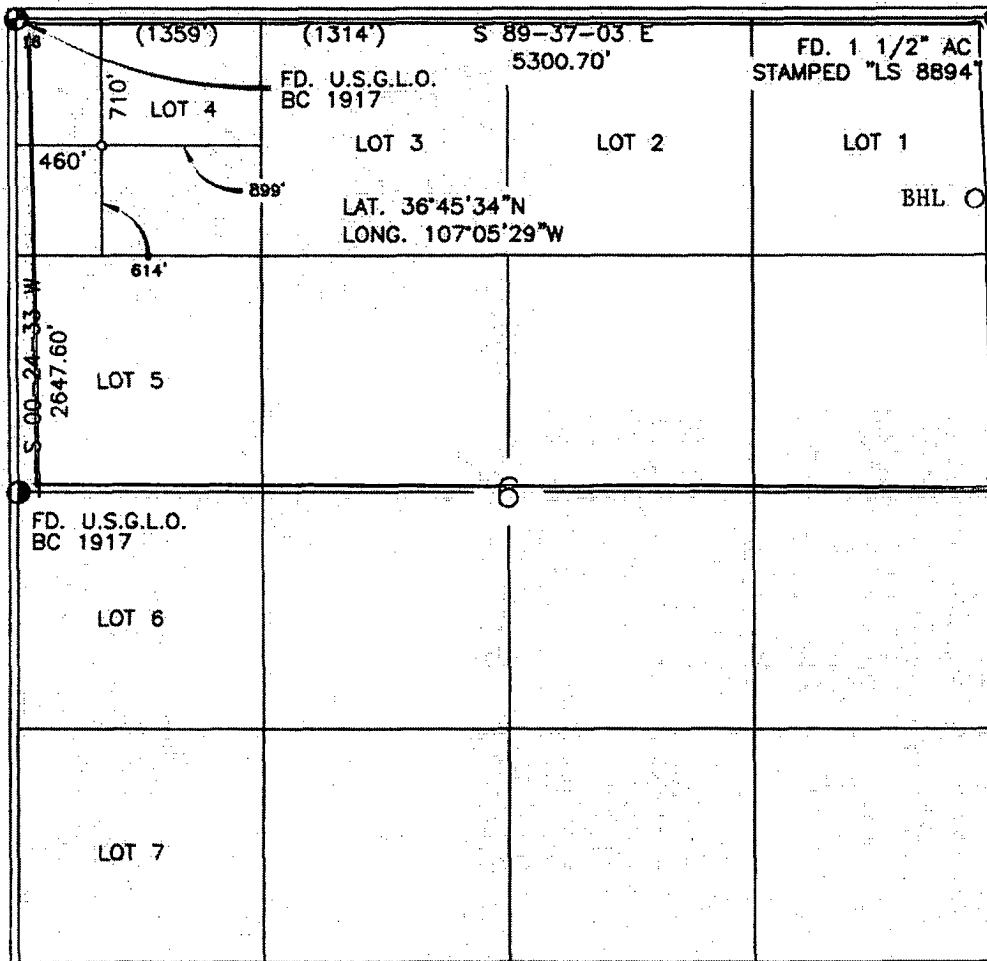 (1359') (1314') S 89-37-03 E
5300.70'
FD. 1 1/2" AC
STAMPED "LS 8894"
18
710'
LOT 4
FD. U.S.G.L.O.
BC 1917
LOT 3
LOT 2
LOT 1
460'
899'
BHL
LAT. 36°45'34"N
LONG. 107°05'29"W
614'
S 00-24-33 W
2647.60'
LOT 5
6
FD. U.S.G.L.O.
BC 1917
LOT 6
LOT 7